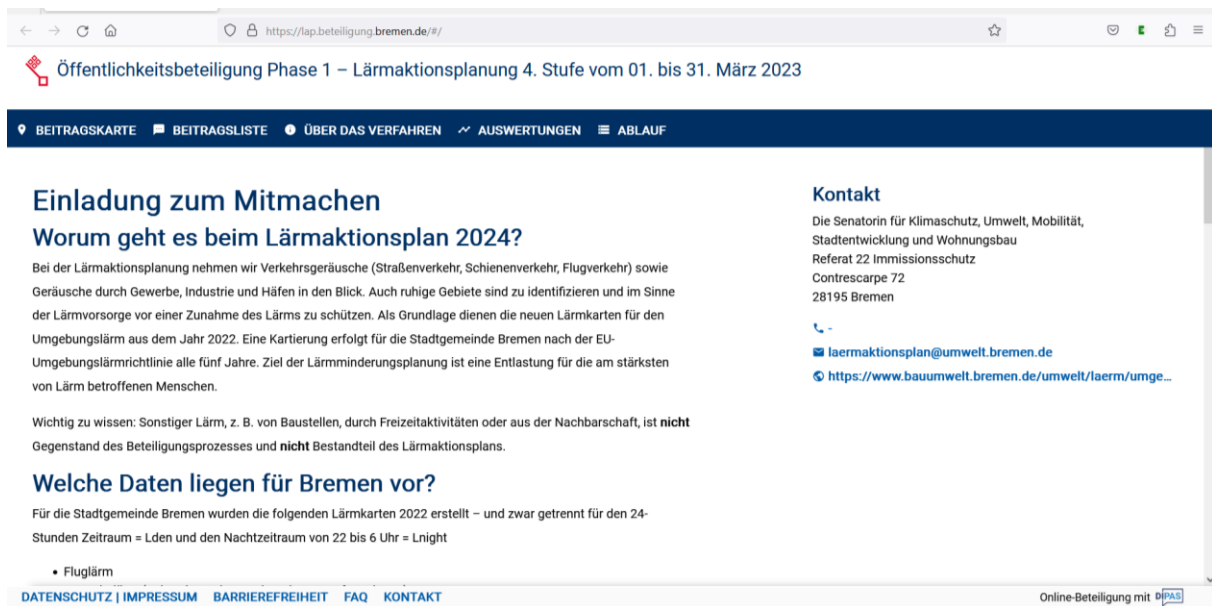 https://lap.beteiligung.bremen.de/#/
Öffentlichkeitsbeteiligung Phase 1 – Lärmaktionsplanung 4. Stufe vom 01. bis 31. März 2023
BEITRAGSKARTE BEITRAGSLISTE ÜBER DAS VERFAHREN AUSWERTUNGEN ABLAUF
Einladung zum Mitmachen
Worum geht es beim Lärmaktionsplan 2024?
Bei der Lärmaktionsplanung nehmen wir Verkehrsgeräusche (Straßenverkehr, Schienenverkehr, Flugverkehr) sowie
Geräusche durch Gewerbe, Industrie und Häfen in den Blick. Auch ruhige Gebiete sind zu identifizieren und im Sinne
der Lärmvorsorge vor einer Zunahme des Lärms zu schützen. Als Grundlage dienen die neuen Lärmkarten für den
Umgebungslärm aus dem Jahr 2022. Eine Kartierung erfolgt für die Stadtgemeinde Bremen nach der EU-
Umgebungslärmrichtlinie alle fünf Jahre. Ziel der Lärmminderungsplanung ist eine Entlastung für die am stärksten
von Lärm betroffenen Menschen.
Wichtig zu wissen: Sonstiger Lärm, z. B. von Baustellen, durch Freizeitaktivitäten oder aus der Nachbarschaft, ist nicht
Gegenstand des Beteiligungsprozesses und nicht Bestandteil des Lärmaktionsplans.
Welche Daten liegen für Bremen vor?
Für die Stadtgemeinde Bremen wurden die folgenden Lärmkarten 2022 erstellt – und zwar getrennt für den 24-
Stunden Zeitraum = Lden und den Nachtzeitraum von 22 bis 6 Uhr = Lnight
• Fluglärm
Kontakt
Die Senatorin für Klimaschutz, Umwelt, Mobilität,
Stadtentwicklung und Wohnungsbau
Referat 22 Immissionsschutz
Contrescarpe 72
28195 Bremen
-
laermaktionsplan@umwelt.bremen.de
https://www.bauumwelt.bremen.de/umwelt/laerm/umge...
DATENSCHUTZ | IMPRESSUM BARRIEREFREIHEIT FAQ KONTAKT
Online-Beteiligung mit DIPAS